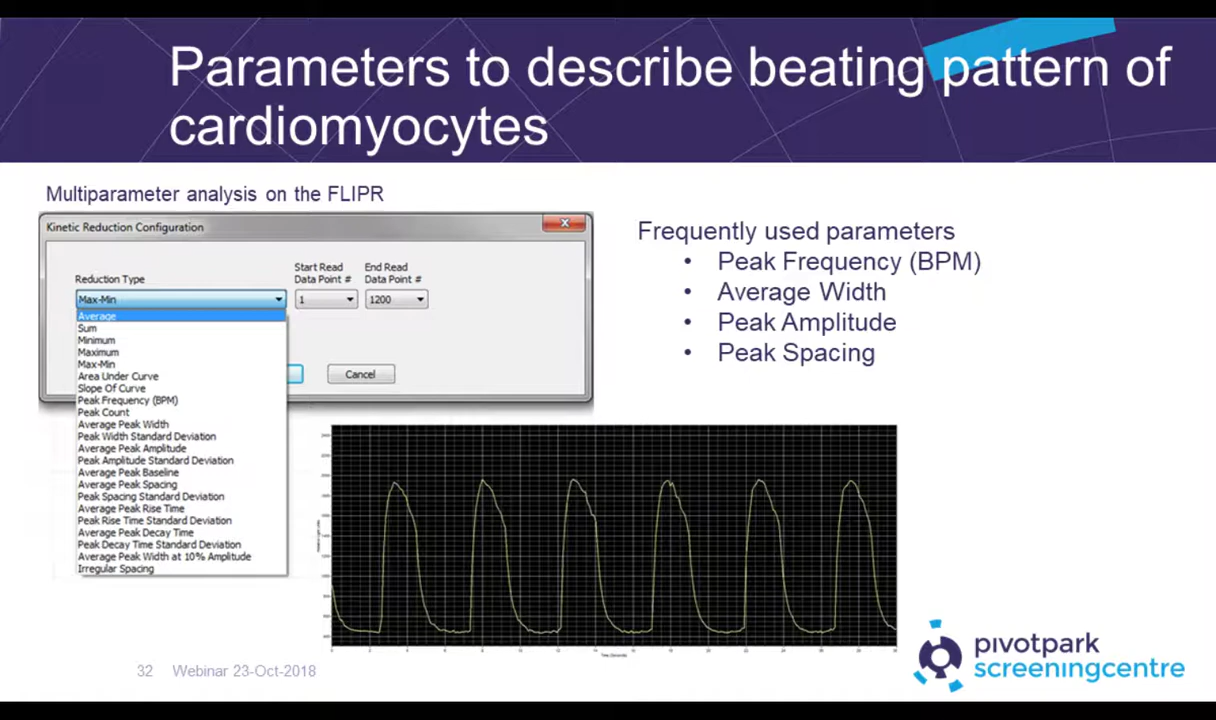 Parameters to describe beating pattern of
cardiomyocytes
Multiparameter analysis on the FLIPR
Kinetic Reduction Configuration
Reduction Type
Start Read
Data Point #
End Read
Data Point #
Max-Min
1
1200
Average
Sum
Minimum
Maximum
Max-Min
Area Under Curve
Slope Of Curve
Peak Frequency (BPM)
Peak Count
Average Peak Width
Peak Width Standard Deviation
Average Peak Amplitude
Peak Amplitude Standard Deviation
Average Peak Baseline
Average Peak Spacing
Peak Spacing Standard Deviation
Average Peak Rise Time
Peak Rise Time Standard Deviation
Average Peak Decay Time
Peak Decay Time Standard Deviation
Average Peak Width at 10% Amplitude
Irregular Spacing
Cancel
Frequently used parameters
• Peak Frequency (BPM)
• Average Width
• Peak Amplitude
• Peak Spacing
32 Webinar 23-Oct-2018
pivotpark
screeningcentre